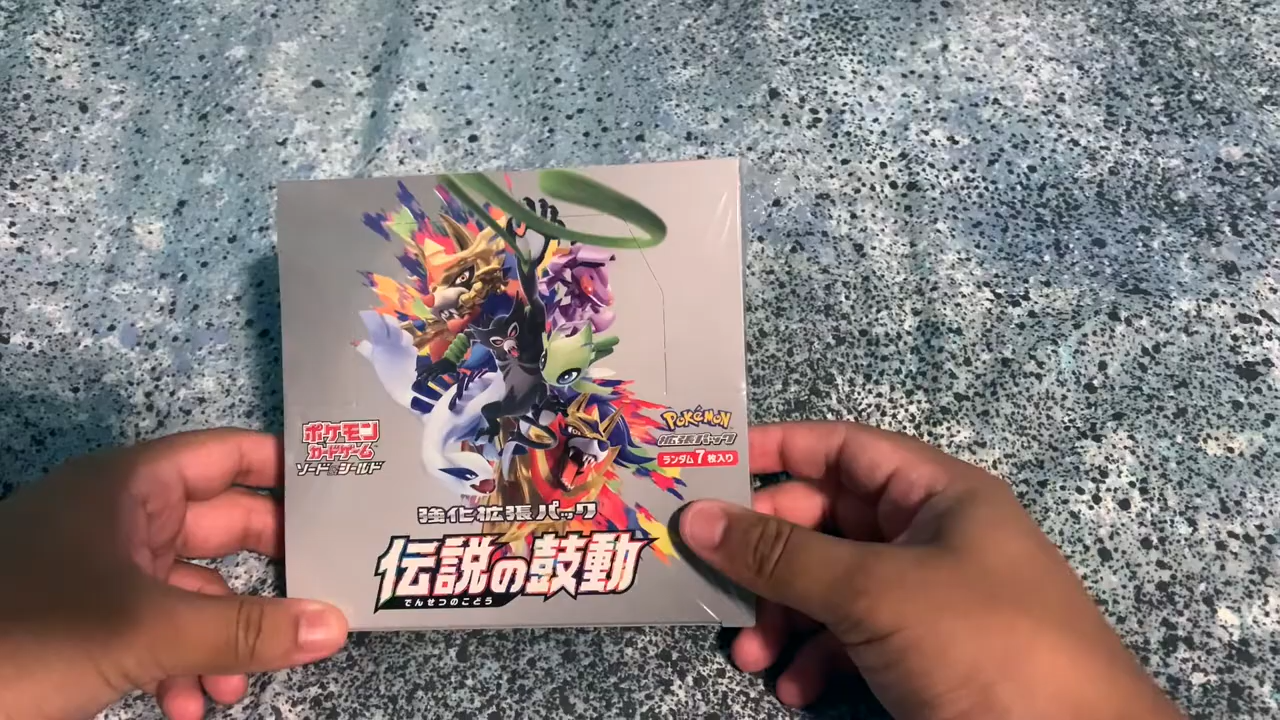 ポケモン
カードゲーム
ソード&シールド
POKÉMON
拡張パック
ランダム7枚入り
強化拡張パック
伝説の鼓動
でんせつのこどう